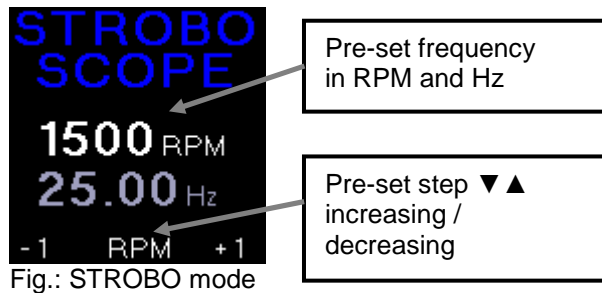 STROBO
SCOPE
1500 RPM
25.00 Hz
-1 RPM +1
Pre-set frequency
in RPM and Hz
Pre-set step ▼▲
increasing /
decreasing
Fig.: STROBO mode